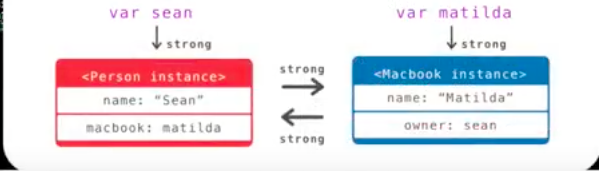 var sean
var matilda
strong
strong
<Person instance>
strong
<Macbook instance>
name: “Sean”
name: “Matilda”
macbook: matilda
owner: sean
strong